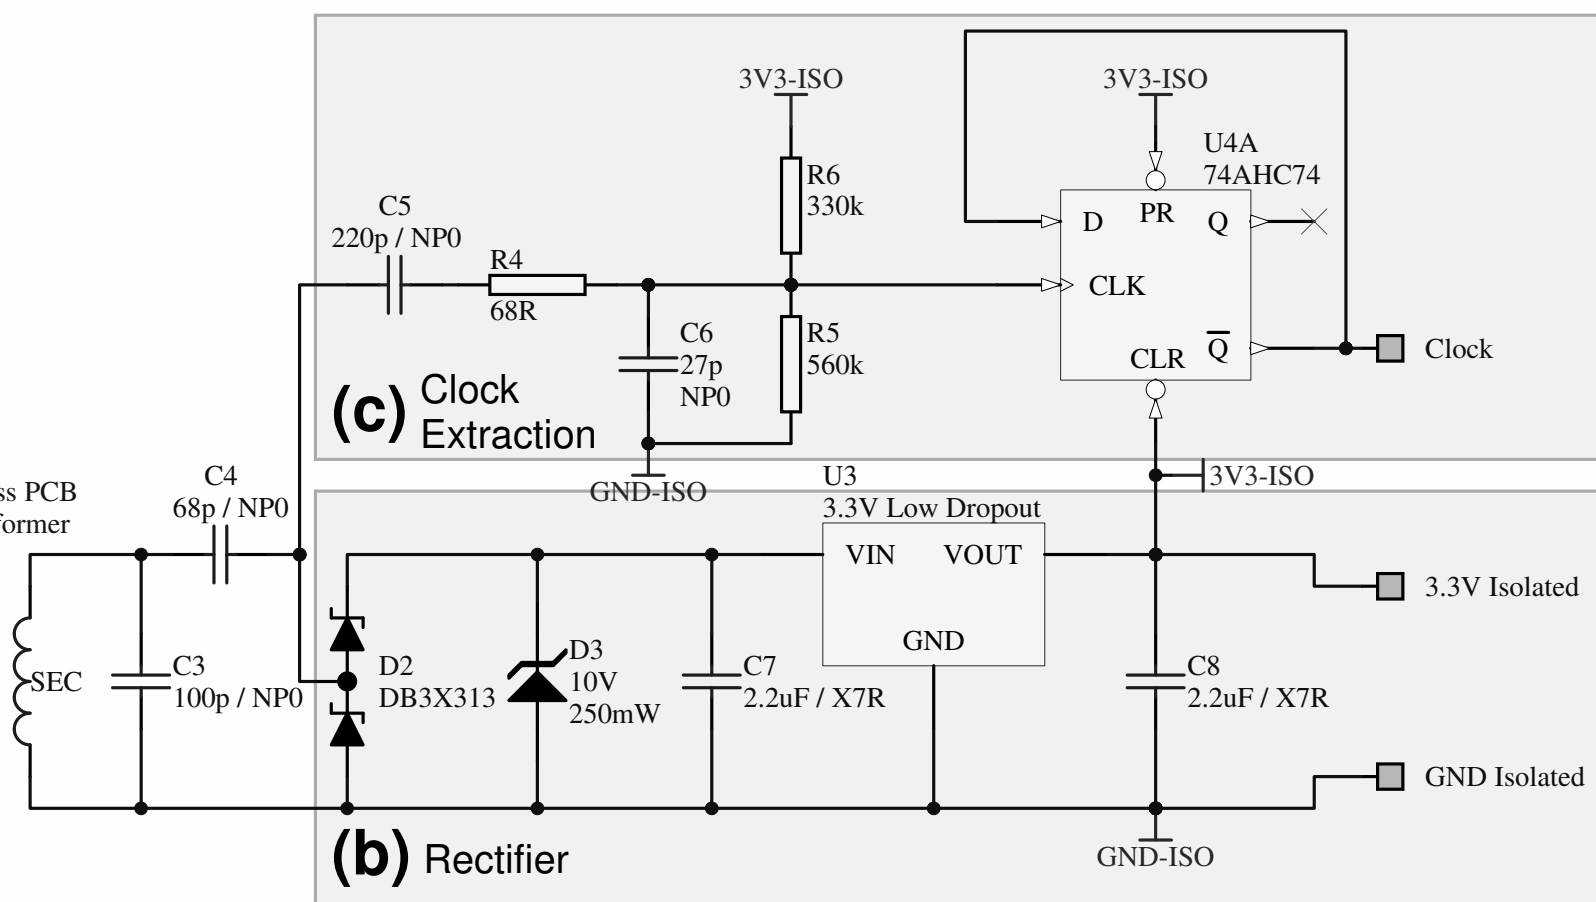 3V3-ISO
3V3-ISO
U4A
74AHC74
R6
330k
C5
220p / NP0
D
PR
Q
R4
68R
CLK
C6
27p
NP0
R5
560k
CLR
Q̅
Clock
(c) Clock
Extraction
GND-ISO
3V3-ISO
ss PCB
former
C4
68p / NP0
U3
3.3V Low Dropout
VIN
VOUT
GND
3.3V Isolated
SEC
C3
100p / NP0
D2
DB3X313
D3
10V
250mW
C7
2.2uF / X7R
C8
2.2uF / X7R
GND Isolated
GND-ISO
(b) Rectifier